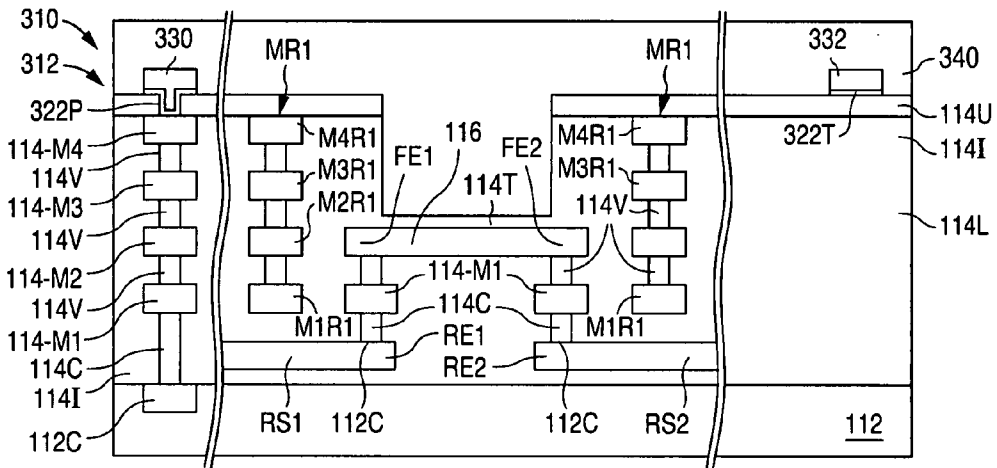 310
330
MR1
MR1
332
340
312
322P
114U
322T
114I
114-M4
M4R1
116
FE1
FE2
M4R1
114V
M3R1
114T
M3R1
114-M3
114V
M2R1
114V
114L
114-M2
114V
114-M1
114-M1
M1R1
114C
M1R1
114C
RE1
RE2
114I
112C
RS1
112C
112C
RS2
112